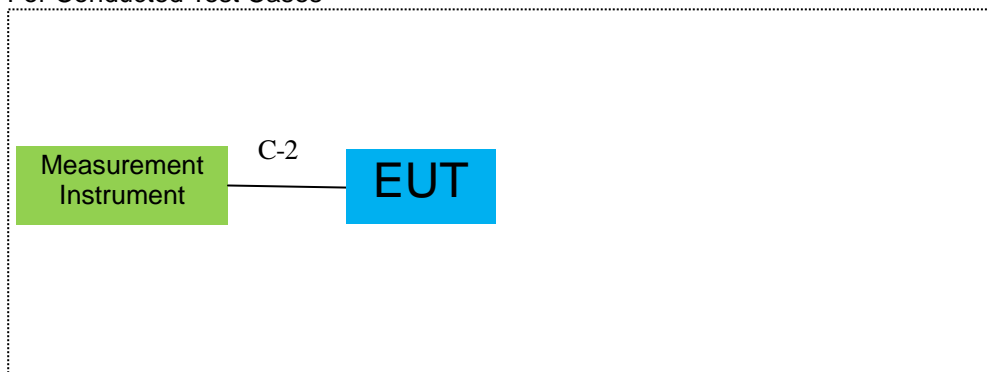 For Conducted Test Cases
Measurement
Instrument
C-2
EUT